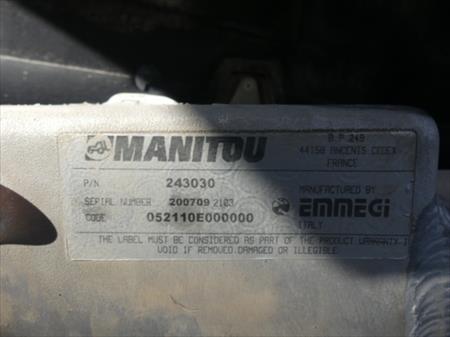 MANITOU
B.P 249
44158 ANCENIS CEDEX
FRANCE
P/N 243030
SERIAL NUMBER 200709 2103
CODE 052110E000000
MANUFACTURED BY
EMMEGI
ITALY
THE LABEL MUST BE CONSIDERED AS PART OF THE PRODUCT WARRANTY I
VOID IF REMOVED.DAMAGED OR ILLEGIBLE